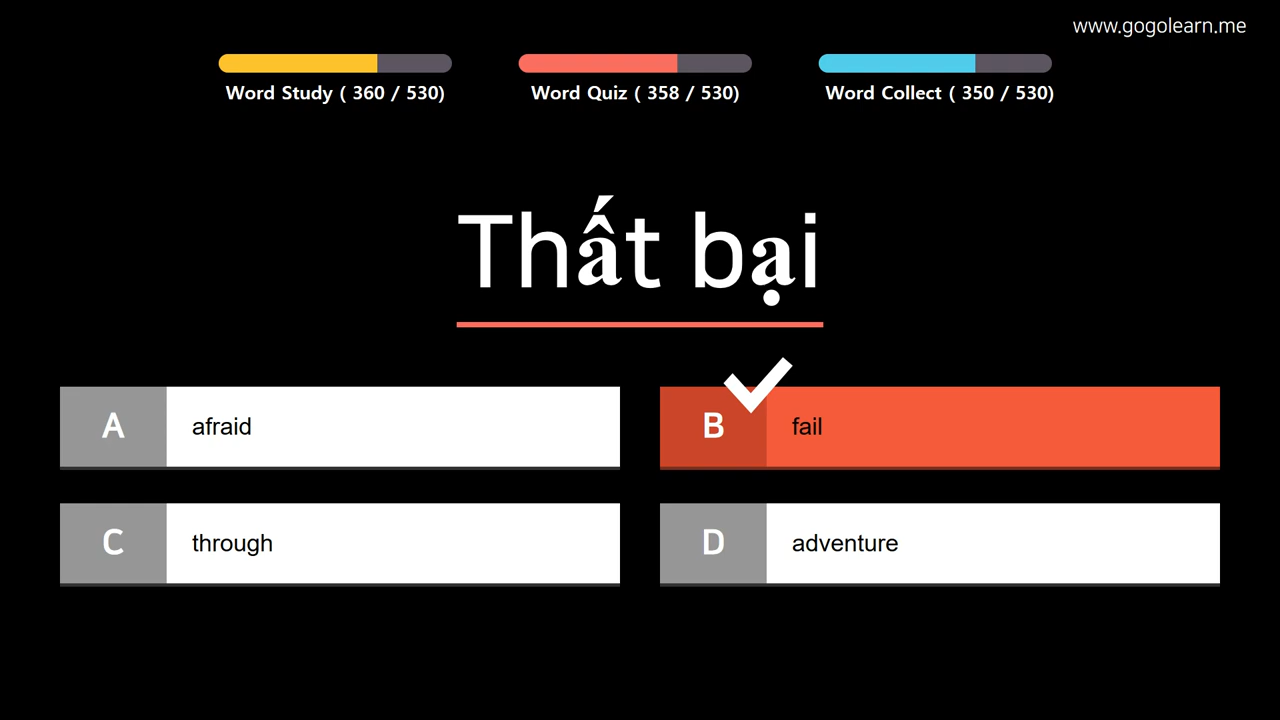 www.gogolearn.me
Word Study ( 360 / 530)
Word Quiz ( 358 / 530)
Word Collect ( 350 / 530)
Thất bại
A afraid
B fail
C through
D adventure